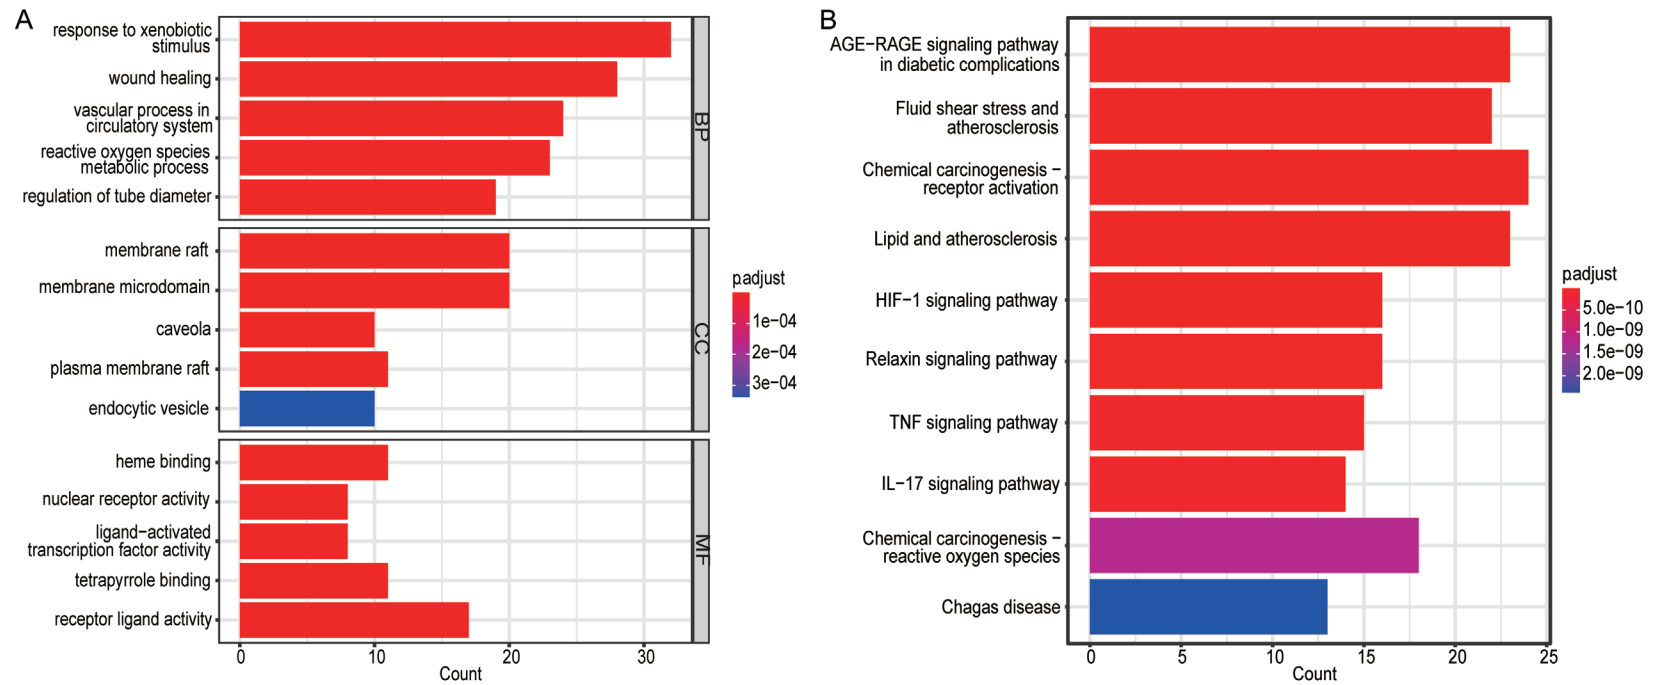 A
response to xenobiotic
stimulus
wound healing
vascular process in
circulatory system
reactive oxygen species
metabolic process
regulation of tube diameter
BP
membrane raft
membrane microdomain
caveola
plasma membrane raft
endocytic vesicle
CC
heme binding
nuclear receptor activity
ligand−activated
transcription factor activity
tetrapyrrole binding
receptor ligand activity
MF
0 10 20 30
Count
p.adjust
1e−04
2e−04
3e−04
B
AGE−RAGE signaling pathway
in diabetic complications
Fluid shear stress and
atherosclerosis
Chemical carcinogenesis −
receptor activation
Lipid and atherosclerosis
HIF−1 signaling pathway
Relaxin signaling pathway
TNF signaling pathway
IL−17 signaling pathway
Chemical carcinogenesis −
reactive oxygen species
Chagas disease
0 5 10 15 20 25
Count
p.adjust
5.0e−10
1.0e−09
1.5e−09
2.0e−09